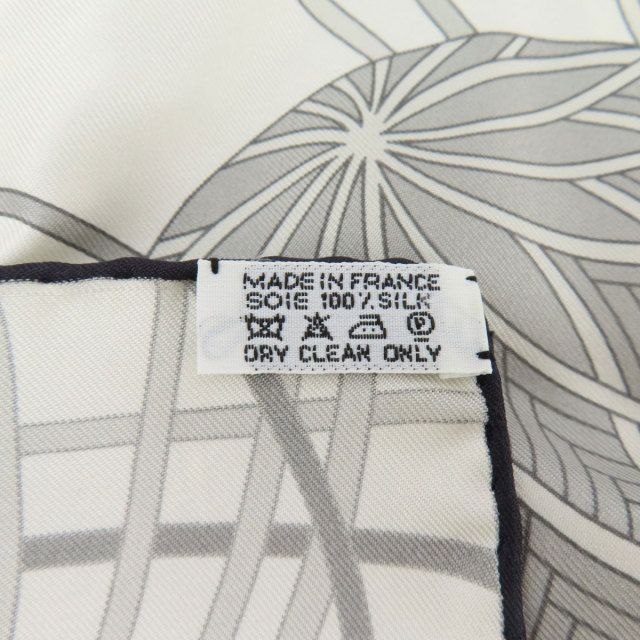 MADE IN FRANCE
SOIE 100% SILK
DRY CLEAN ONLY